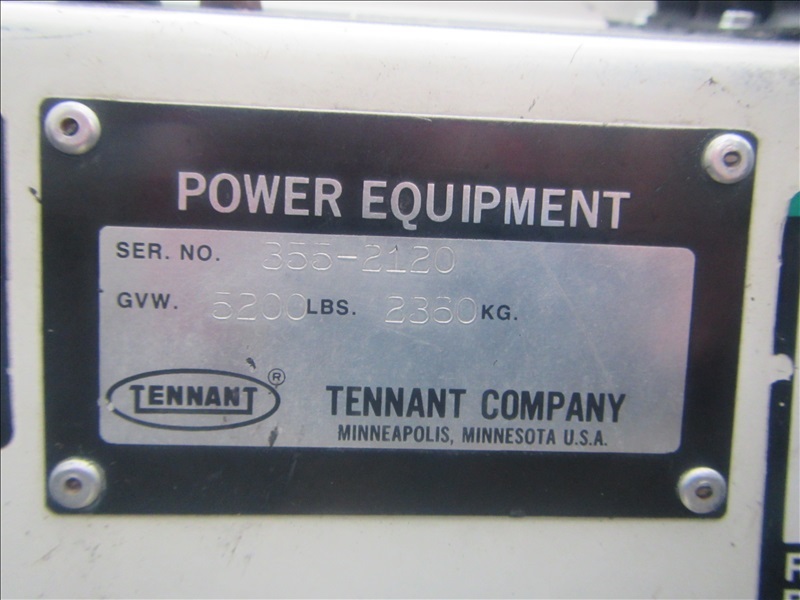 POWER EQUIPMENT
SER. NO. 355-2120
GVW. 5200 LBS. 2360 KG.
TENNANT ®
TENNANT COMPANY
MINNEAPOLIS, MINNESOTA U.S.A.